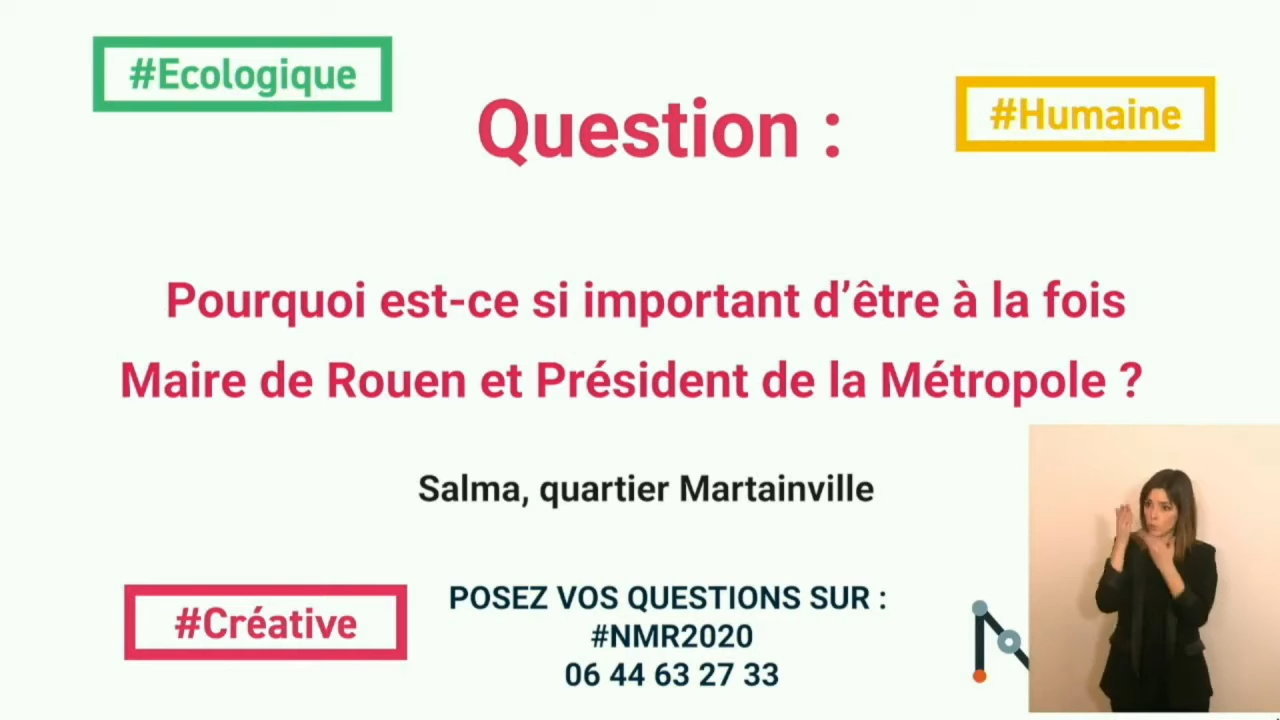 #Ecologique
#Humaine
Question :
Pourquoi est-ce si important d’être à la fois
Maire de Rouen et Président de la Métropole ?
Salma, quartier Martainville
#Créative
POSEZ VOS QUESTIONS SUR :
#NMR2020
06 44 63 27 33